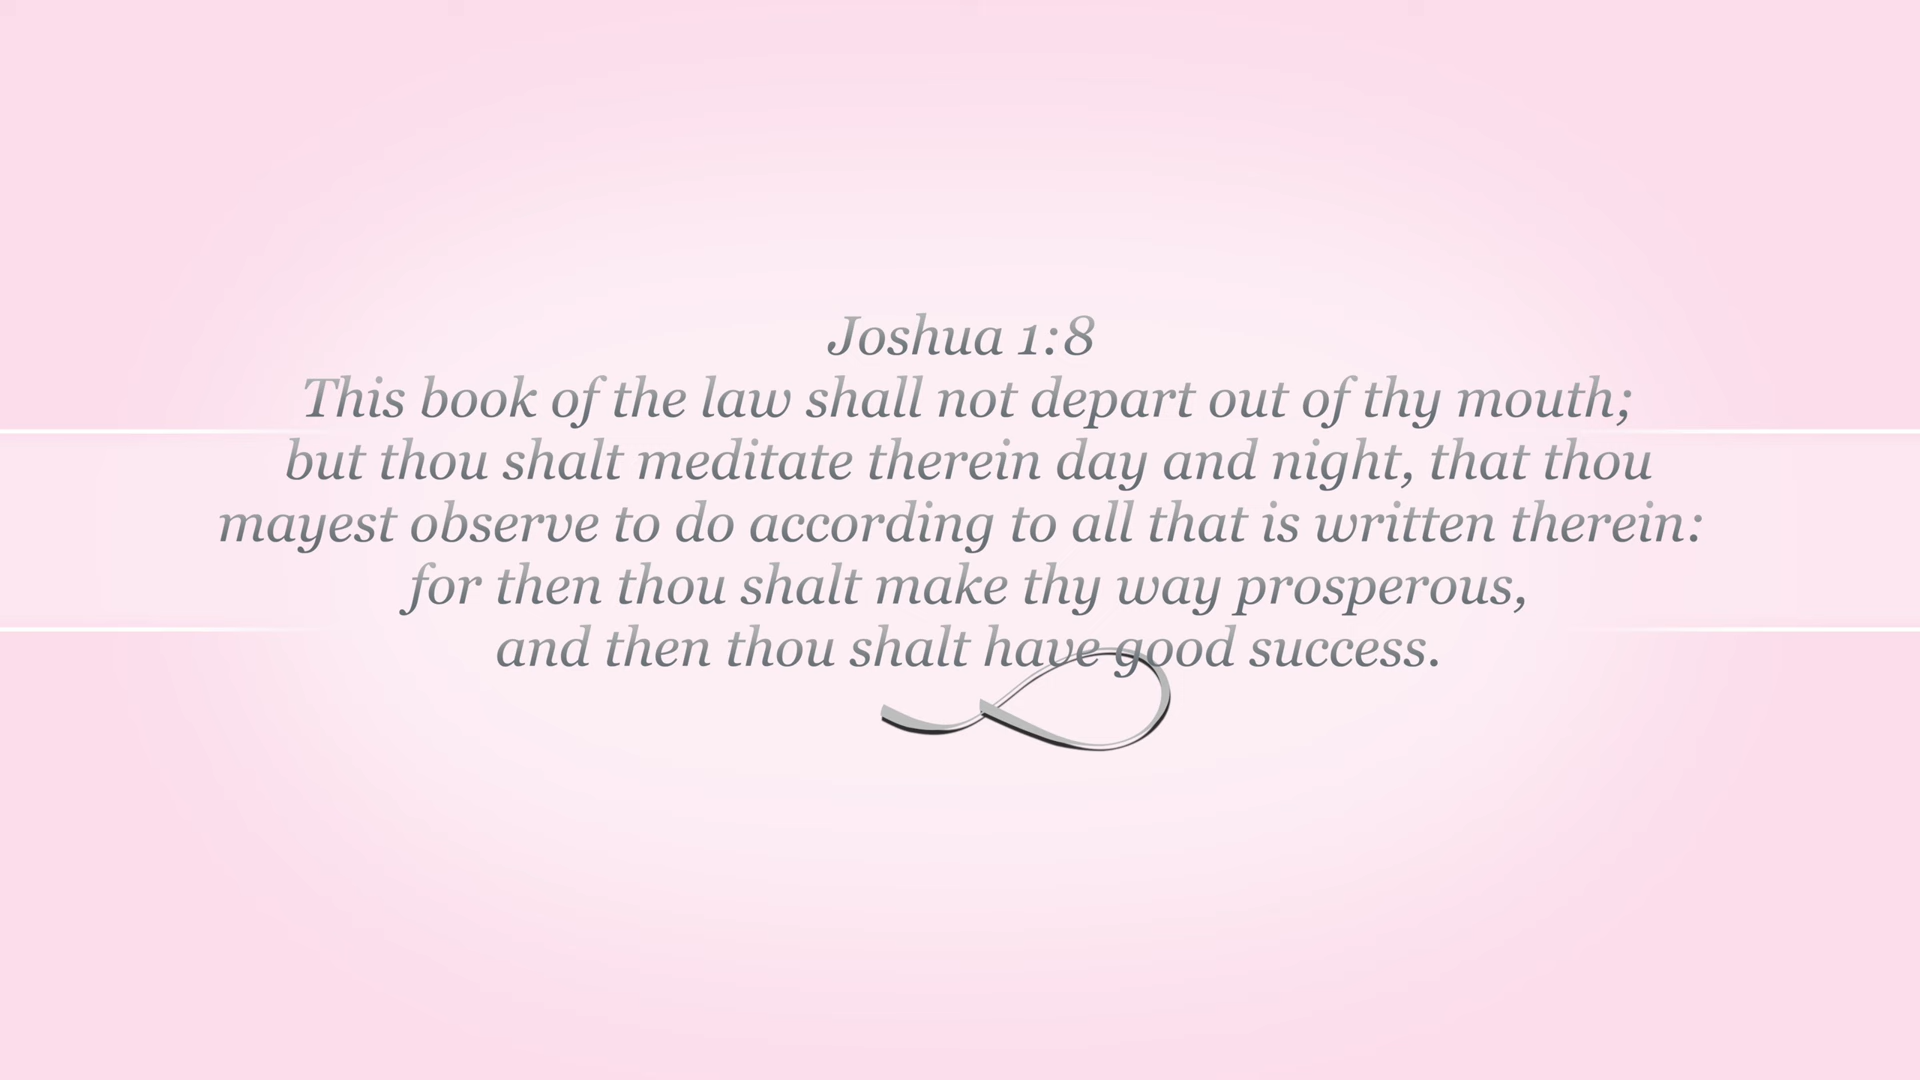 Joshua 1:8
This book of the law shall not depart out of thy mouth;
but thou shalt meditate therein day and night, that thou
mayest observe to do according to all that is written therein:
for then thou shalt make thy way prosperous,
and then thou shalt have good success.